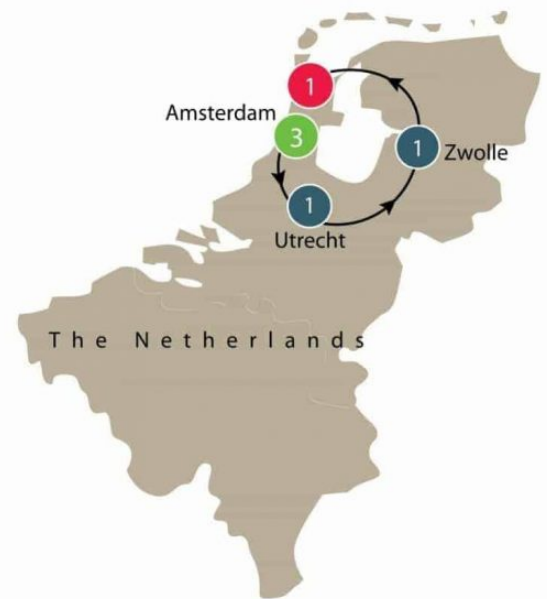 1
Amsterdam
3
1 Zwolle
1
Utrecht
The Netherlands